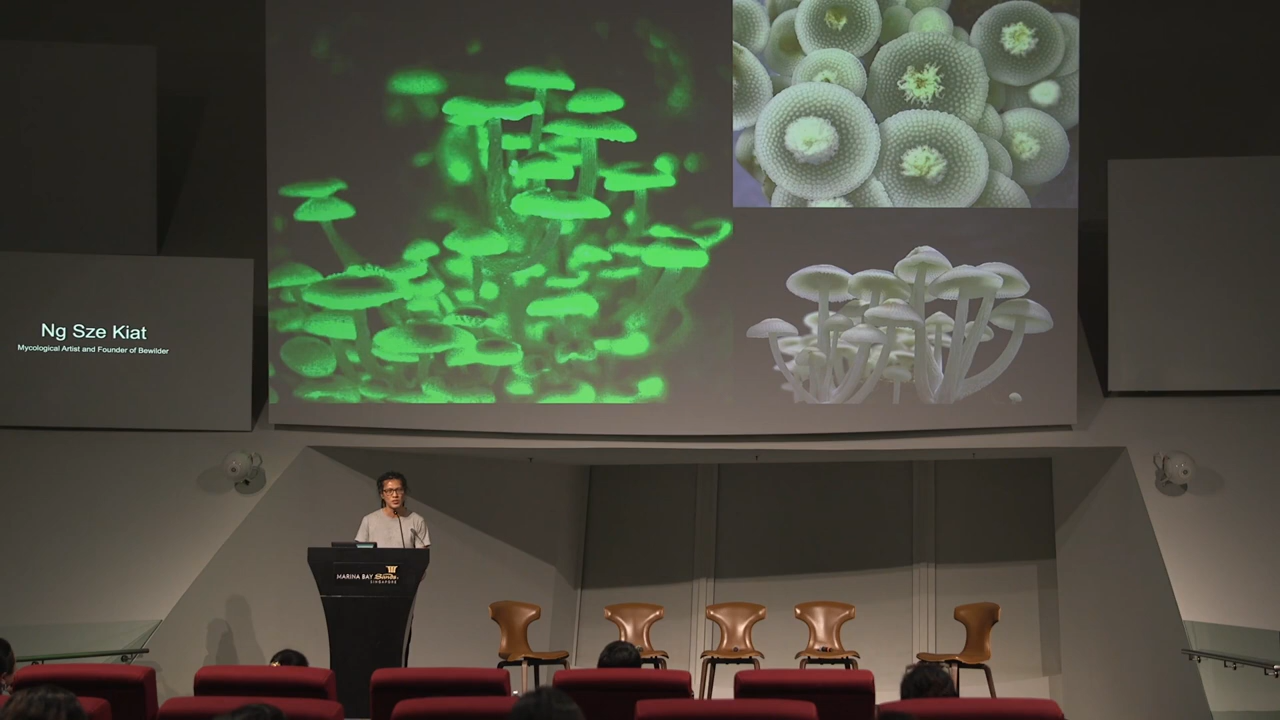 Ng Sze Kiat
Mycological Artist and Founder of Bewilder
MARINA BAY Sands
SINGAPORE